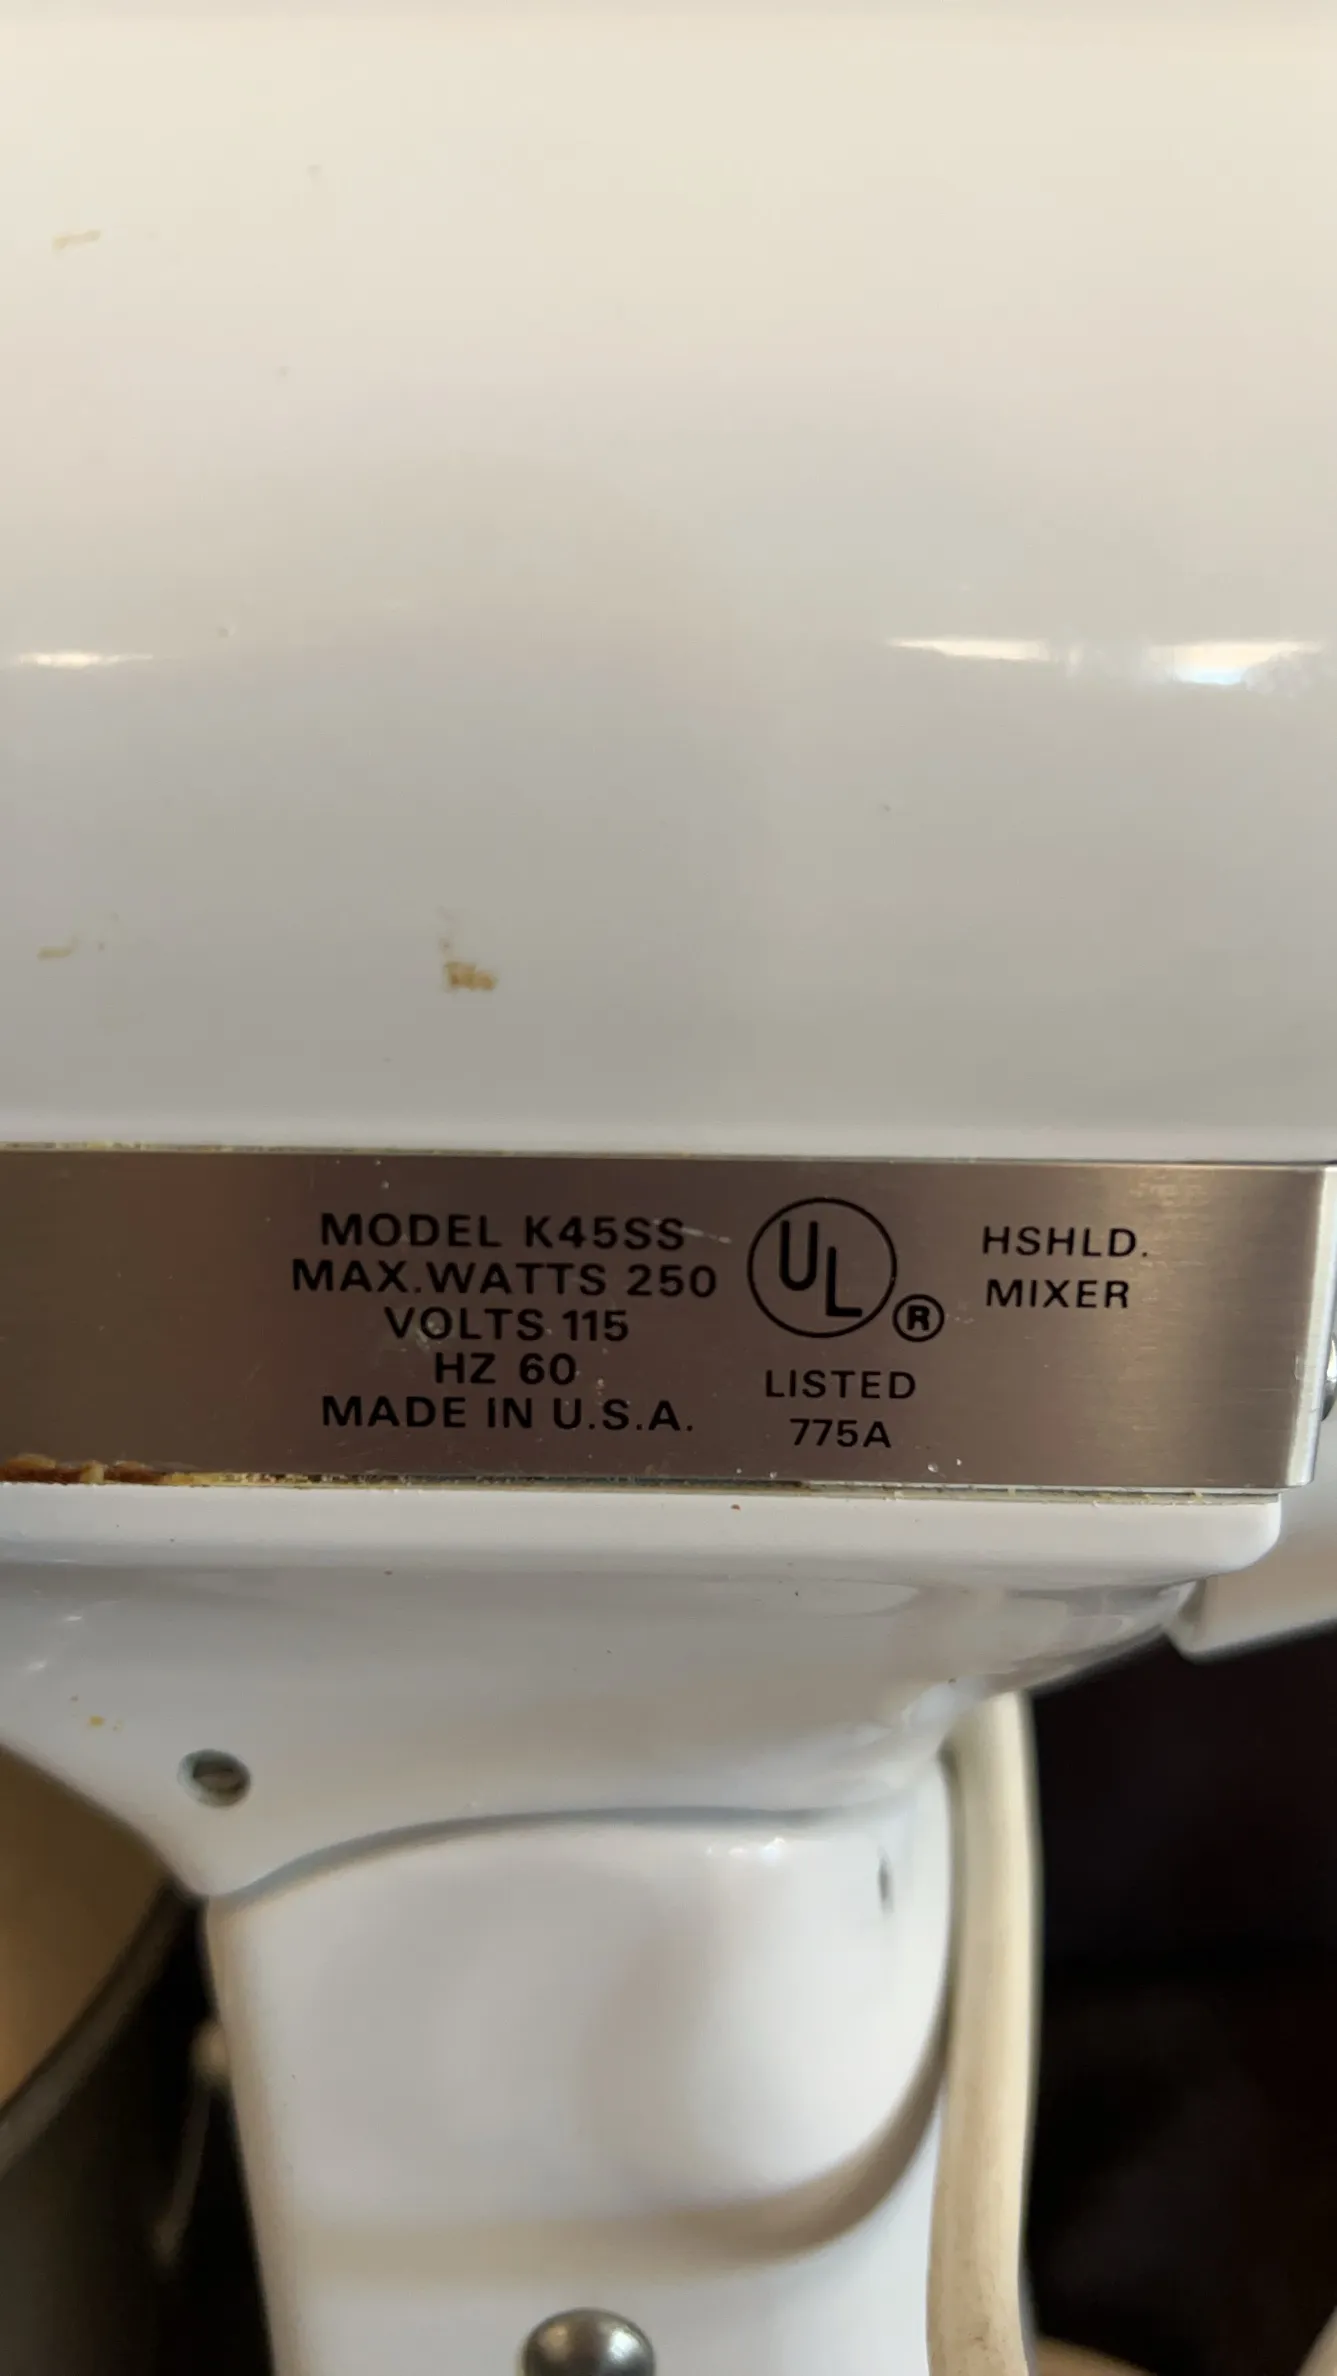 MODEL K45SS
MAX.WATTS 250
VOLTS 115
HZ 60
MADE IN U.S.A.
UL
®
LISTED
775A
HSHLD.
MIXER